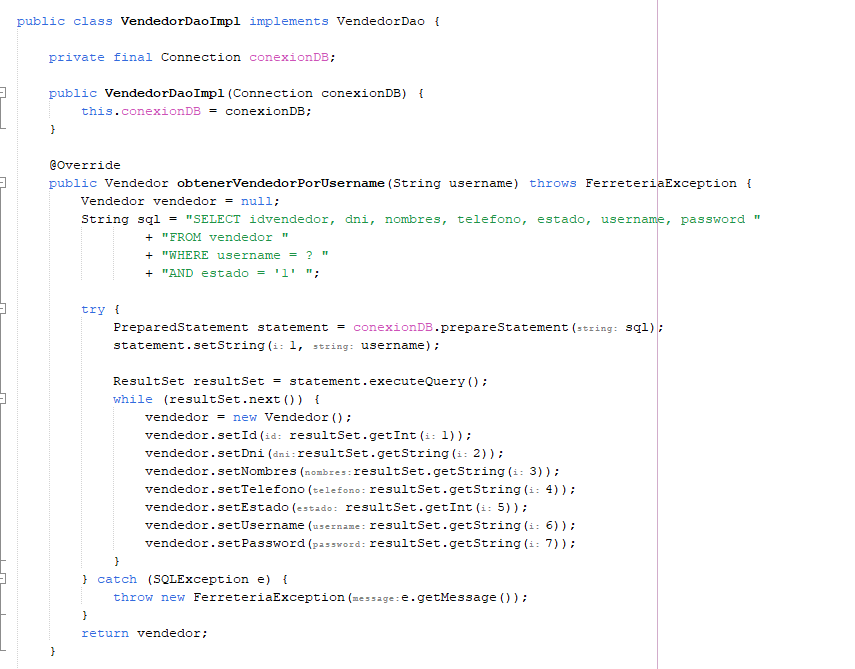 public class VendedorDaoImpl implements VendedorDao {
private final Connection conexionDB;
public VendedorDaoImpl(Connection conexionDB) {
this.conexionDB = conexionDB;
}
@Override
public Vendedor obtenerVendedorPorUsername(String username) throws FerreteriaException {
Vendedor vendedor = null;
String sql = "SELECT idvendedor, dni, nombres, telefono, estado, username, password "
+ "FROM vendedor "
+ "WHERE username = ? "
+ "AND estado = '1' ";
try {
PreparedStatement statement = conexionDB.prepareStatement(string: sql);
statement.setString(i: 1, string: username);
ResultSet resultSet = statement.executeQuery();
while (resultSet.next()) {
vendedor = new Vendedor();
vendedor.setId(id: resultSet.getInt(i: 1));
vendedor.setDni(dni: resultSet.getString(i: 2));
vendedor.setNombres(nombres: resultSet.getString(i: 3));
vendedor.setTelefono(telefono: resultSet.getString(i: 4));
vendedor.setEstado(estado: resultSet.getInt(i: 5));
vendedor.setUsername(username: resultSet.getString(i: 6));
vendedor.setPassword(password: resultSet.getString(i: 7));
}
} catch (SQLException e) {
throw new FerreteriaException(message: e.getMessage());
}
return vendedor;
}